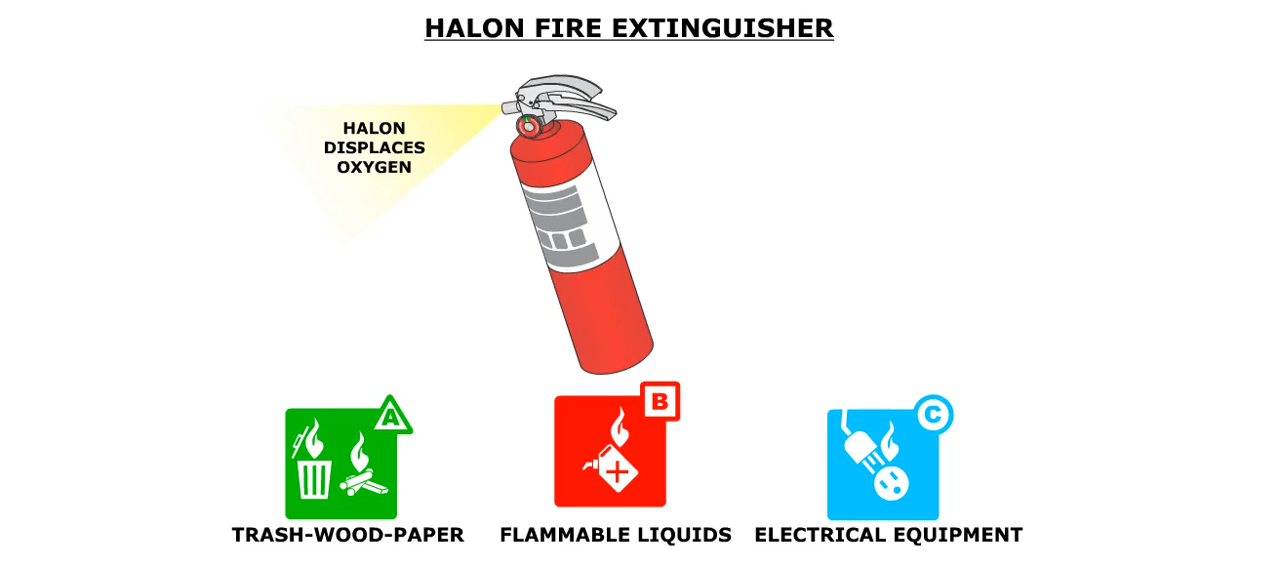 HALON FIRE EXTINGUISHER
HALON
DISPLACES
OXYGEN
A
B
C
TRASH-WOOD-PAPER
FLAMMABLE LIQUIDS
ELECTRICAL EQUIPMENT